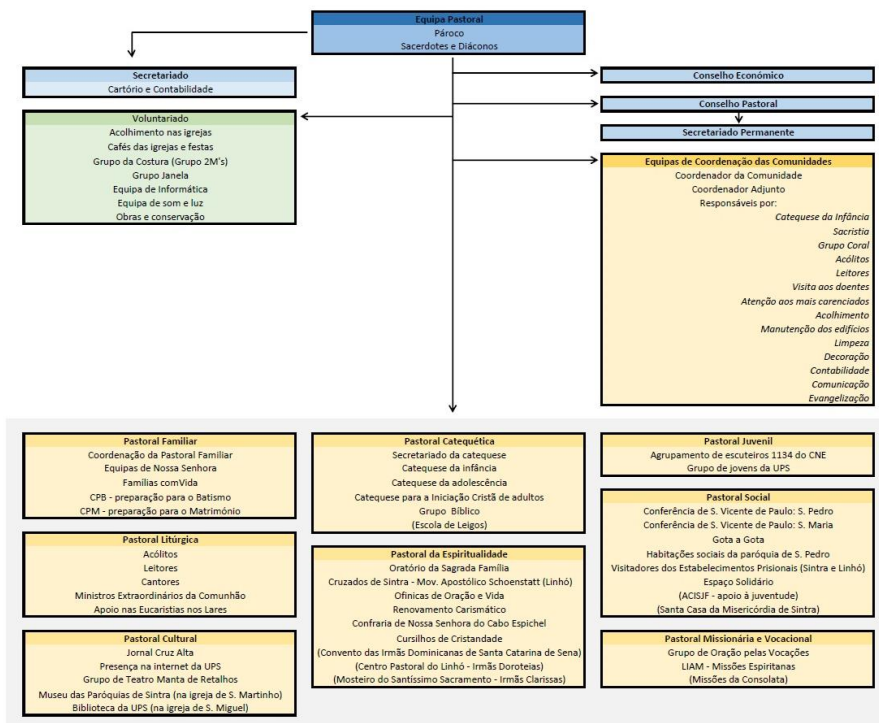 Equipa Pastoral
Pároco
Sacerdotes e Diáconos
Secretariado
Cartório e Contabilidade
Voluntariado
Acolhimento nas igrejas
Cafés das igrejas e festas
Grupo da Costura (Grupo 2M's)
Grupo Janela
Equipa de Informática
Equipa de som e luz
Obras e conservação
Conselho Económico
Conselho Pastoral
Secretariado Permanente
Equipas de Coordenação das Comunidades
Coordenador da Comunidade
Coordenador Adjunto
Responsáveis por:
Catequese da Infância
Sacristia
Grupo Coral
Acólitos
Leitores
Visita aos doentes
Atenção aos mais carenciados
Acolhimento
Manutenção dos edifícios
Limpeza
Decoração
Contabilidade
Comunicação
Evangelização
Pastoral Familiar
Coordenação da Pastoral Familiar
Equipas de Nossa Senhora
Famílias comVida
CPB - preparação para o Batismo
CPM - preparação para o Matrimónio
Pastoral Litúrgica
Acólitos
Leitores
Cantores
Ministros Extraordinários da Comunhão
Apoio nas Eucaristias nos Lares
Pastoral Cultural
Jornal Cruz Alta
Presença na internet da UPS
Grupo de Teatro Manta de Retalhos
Museu das Paróquias de Sintra (na igreja de S. Martinho)
Biblioteca da UPS (na igreja de S. Miguel)
Pastoral Catequética
Secretariado da catequese
Catequese da infância
Catequese da adolescência
Catequese para a Iniciação Cristã de adultos
Grupo Bíblico
(Escola de Leigos)
Pastoral da Espiritualidade
Oratório da Sagrada Família
Cruzados de Sintra - Mov. Apostólico Schoenstatt (Linhó)
Ofinicas de Oração e Vida
Renovamento Carismático
Confraria de Nossa Senhora do Cabo Espichel
Cursilhos de Cristandade
(Convento das Irmãs Dominicanas de Santa Catarina de Sena)
(Centro Pastoral do Linhó - Irmãs Doroteias)
(Mosteiro do Santíssimo Sacramento - Irmãs Clarissas)
Pastoral Juvenil
Agrupamento de escuteiros 1134 do CNE
Grupo de jovens da UPS
Pastoral Social
Conferência de S. Vicente de Paulo: S. Pedro
Conferência de S. Vicente de Paulo: S. Maria
Gota a Gota
Habitações sociais da paróquia de S. Pedro
Visitadores dos Estabelecimentos Prisionais (Sintra e Linhó)
Espaço Solidário
(ACISJF - apoio à juventude)
(Santa Casa da Misericórdia de Sintra)
Pastoral Missionária e Vocacional
Grupo de Oração pelas Vocações
LIAM - Missões Espiritanas
(Missões da Consolata)